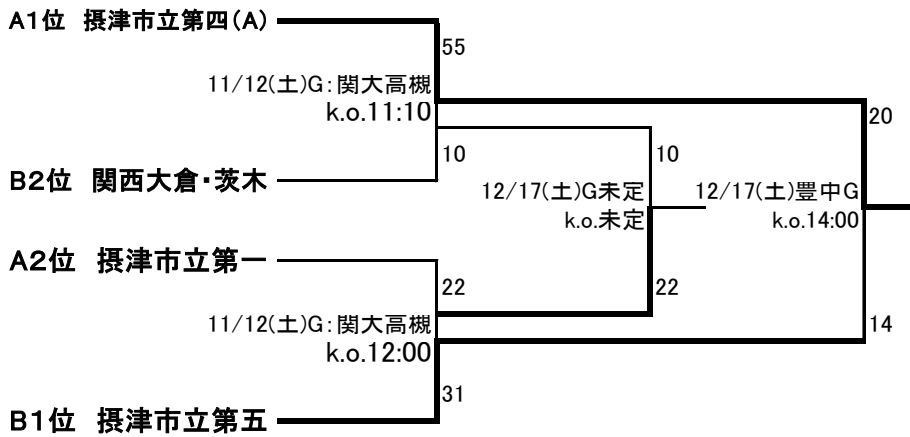 A1位 摂津市立第四(A)
55
11/12(土)G:関大高槻
k.o.11:10
20
10
10
B2位 関西大倉・茨木
12/17(土)G未定
k.o.未定
12/17(土)豊中G
k.o.14:00
A2位 摂津市立第一
22
22
11/12(土)G:関大高槻
k.o.12:00
14
31
B1位 摂津市立第五